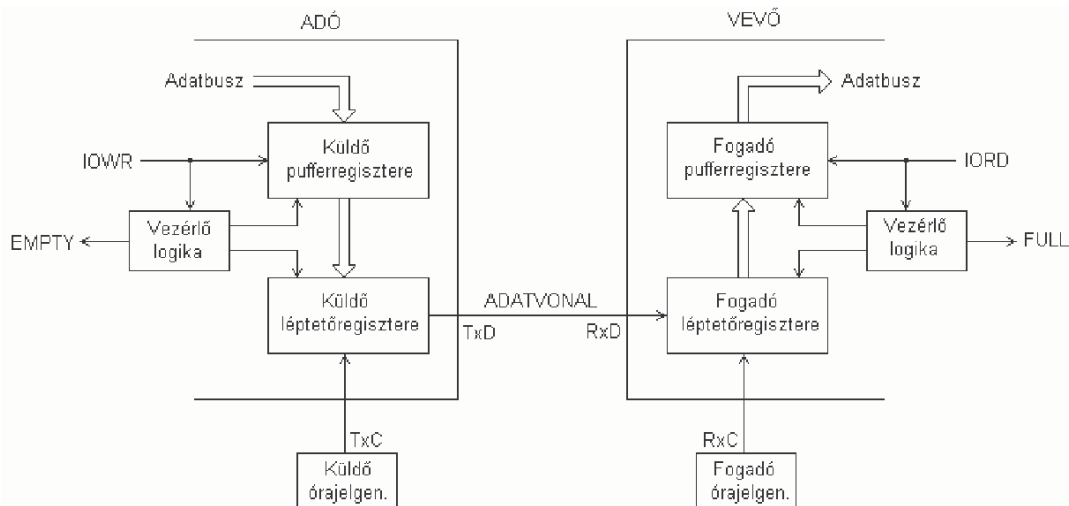 ADÓ
VEVŐ
Adatbusz
Adatbusz
Küldő
pufferregisztere
Fogadó
pufferregisztere
IOWR
IORD
Vezérlő
logika
Vezérlő
logika
EMPTY
FULL
Küldő
léptetőregisztere
ADATVONAL
TxD
RxD
Fogadó
léptetőregisztere
TxC
RxC
Küldő
órajelgen.
Fogadó
órajelgen.